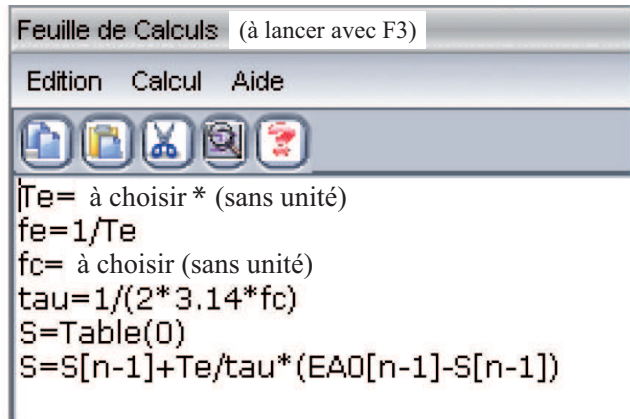 Feuille de Calculs (à lancer avec F3)
Edition Calcul Aide
Te= à choisir * (sans unité)
fe=1/Te
fc= à choisir (sans unité)
tau=1/(2*3.14*fc)
S=Table(0)
S=S[n-1]+Te/tau*(EA0[n-1]-S[n-1])